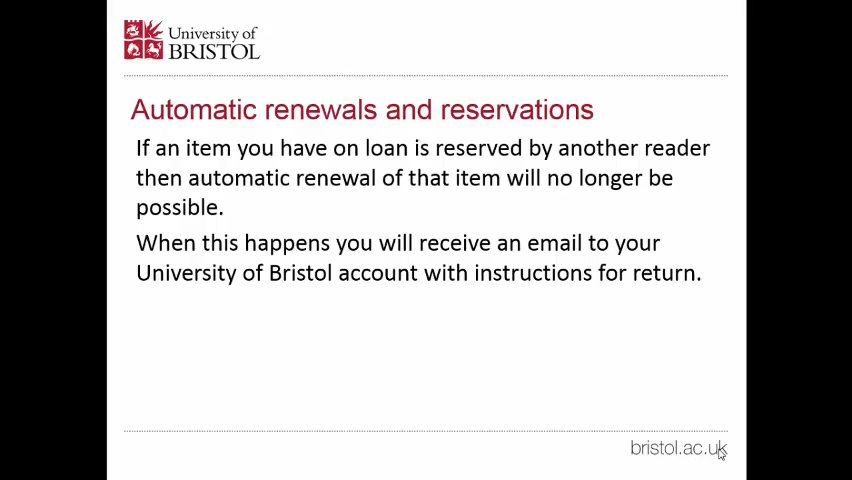 University of
BRISTOL
Automatic renewals and reservations
If an item you have on loan is reserved by another reader
then automatic renewal of that item will no longer be
possible.
When this happens you will receive an email to your
University of Bristol account with instructions for return.
bristol.ac.uk